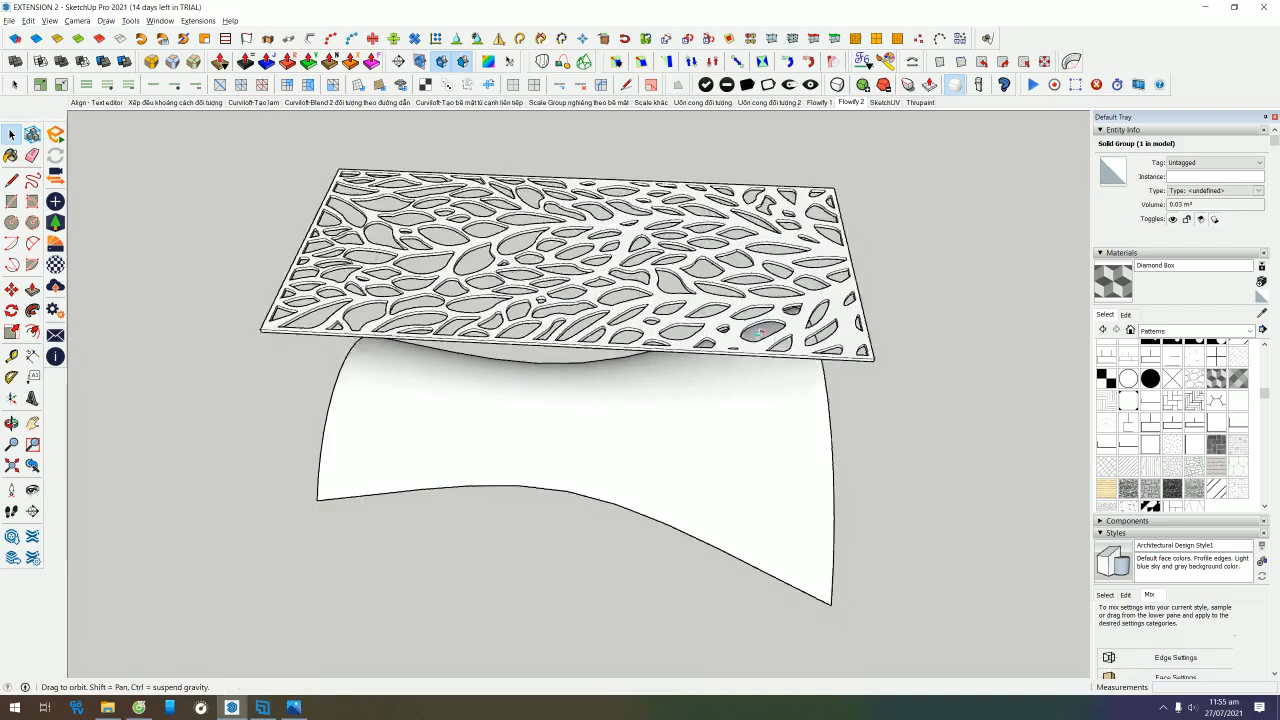 EXTENSION 2 - SketchUp Pro 2021 (14 days left in TRIAL)
File Edit View Camera Draw Tools Window Extensions Help
Align - Text editor Xếp đều khoảng cách đối tượng Curviloft-Tạo lam Curviloft-Blend 2 đối tượng theo đường dẫn Curviloft-Tạo bề mặt từ cạnh liên tiếp Scale Group nghiêng theo bề mặt Scale khác Uốn cong đối tượng Uốn cong đối tượng 2 Flowify 1 Flowify 2 SketchUV Thrupaint
Default Tray
Entity Info
Solid Group (1 in model)
Tag: Untagged
Instance:
Type: Type: <undefined>
Volume: 0.03 m³
Toggles:
Materials
Diamond Box
Select Edit
Patterns
Components
Styles
Architectural Design Style1
Default face colors. Profile edges. Light
blue sky and gray background color.
Select Edit Mix
To mix settings into your current style, sample
or drag from the lower pane and apply to the
desired settings categories.
Edge Settings
Face Settings
Drag to orbit. Shift = Pan, Ctrl = suspend gravity.
Measurements
11:55 am
27/07/2021